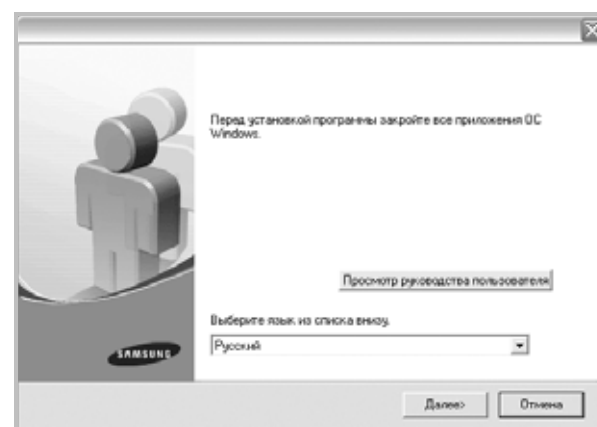 Перед установкой программы закройте все приложения ОС
Windows.
Просмотр руководства пользователя
Выберите язык из списка внизу.
Русский
SAMSUNG
Далее>
Отмена